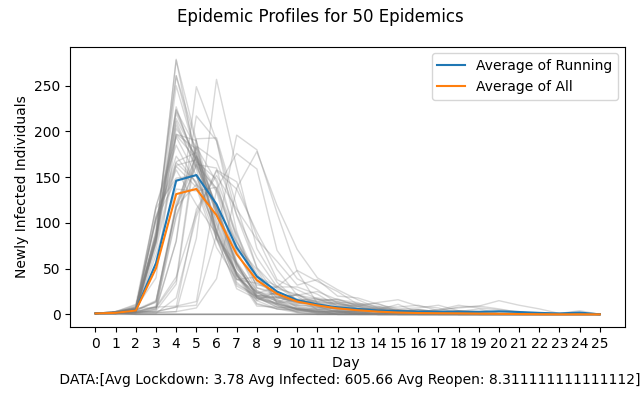 Epidemic Profiles for 50 Epidemics
Newly Infected Individuals
250
200
150
100
50
0
Average of Running
Average of All
0 1 2 3 4 5 6 7 8 9 10 11 12 13 14 15 16 17 18 19 20 21 22 23 24 25
Day
DATA:[Avg Lockdown: 3.78 Avg Infected: 605.66 Avg Reopen: 8.311111111111112]